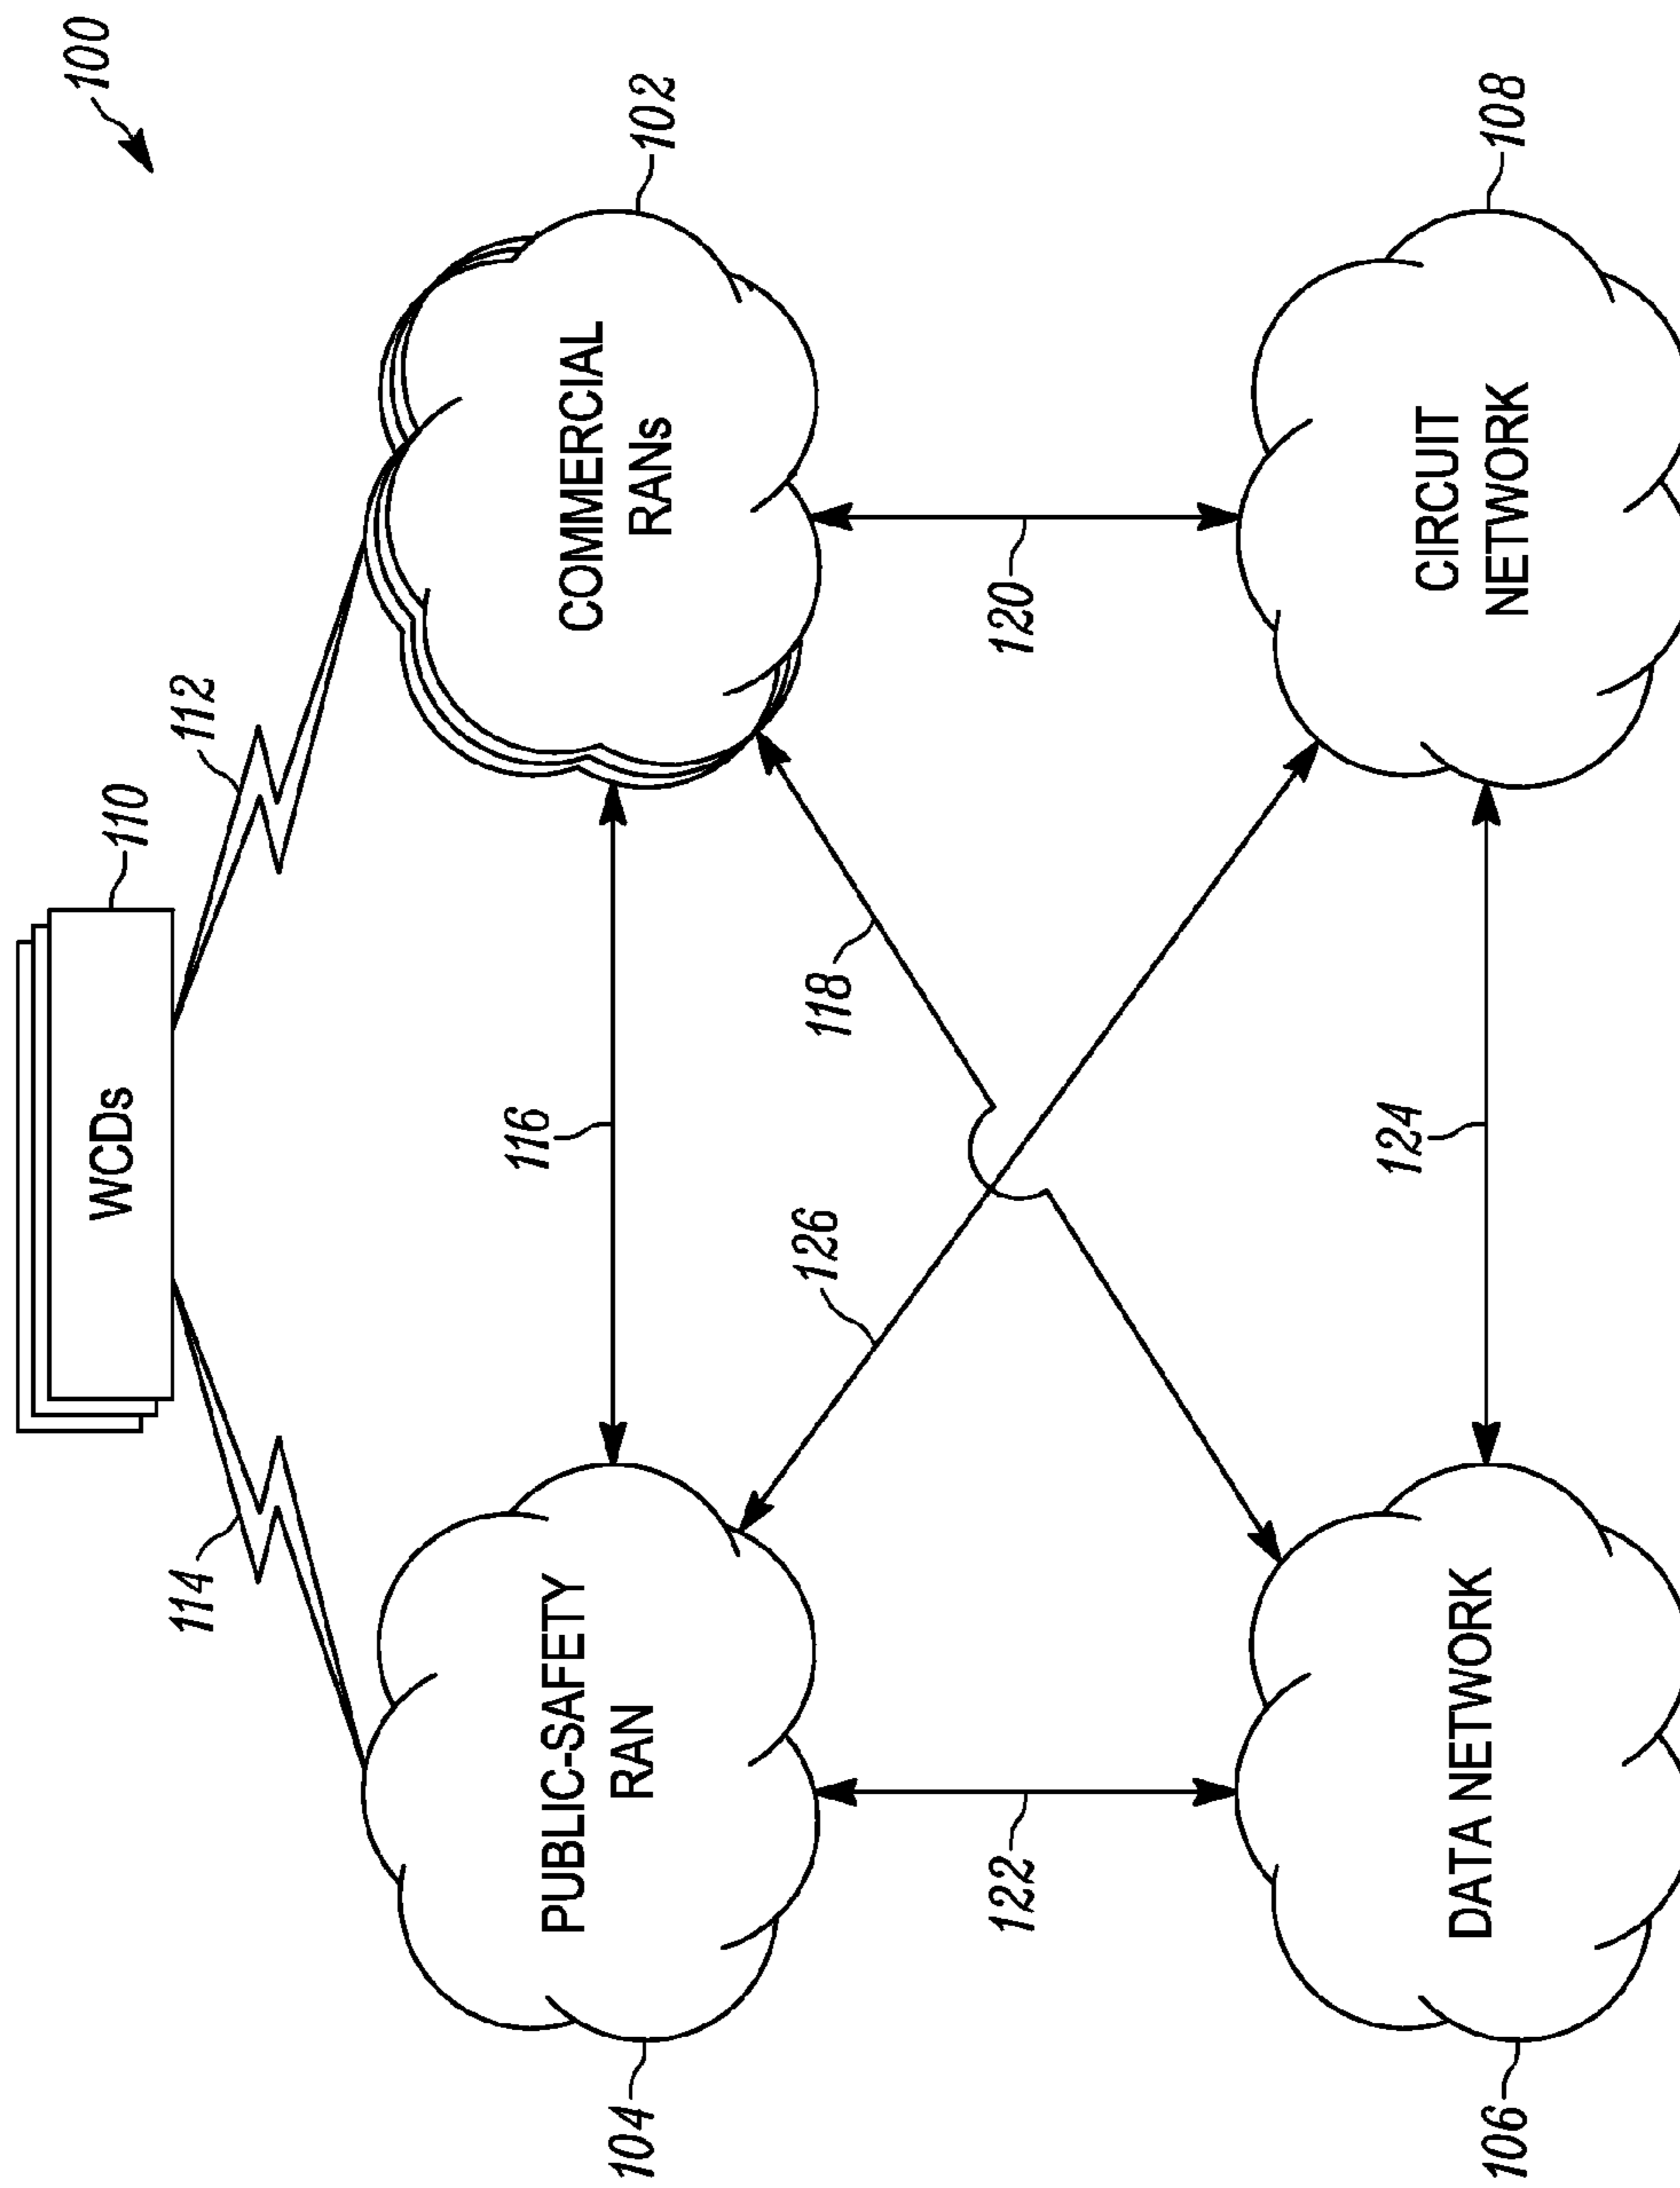 100
WCDs
110
114
112
PUBLIC-SAFETY
RAN
104
116
COMMERCIAL
RANs
102
126
118
122
120
DATA NETWORK
106
124
CIRCUIT
NETWORK
108